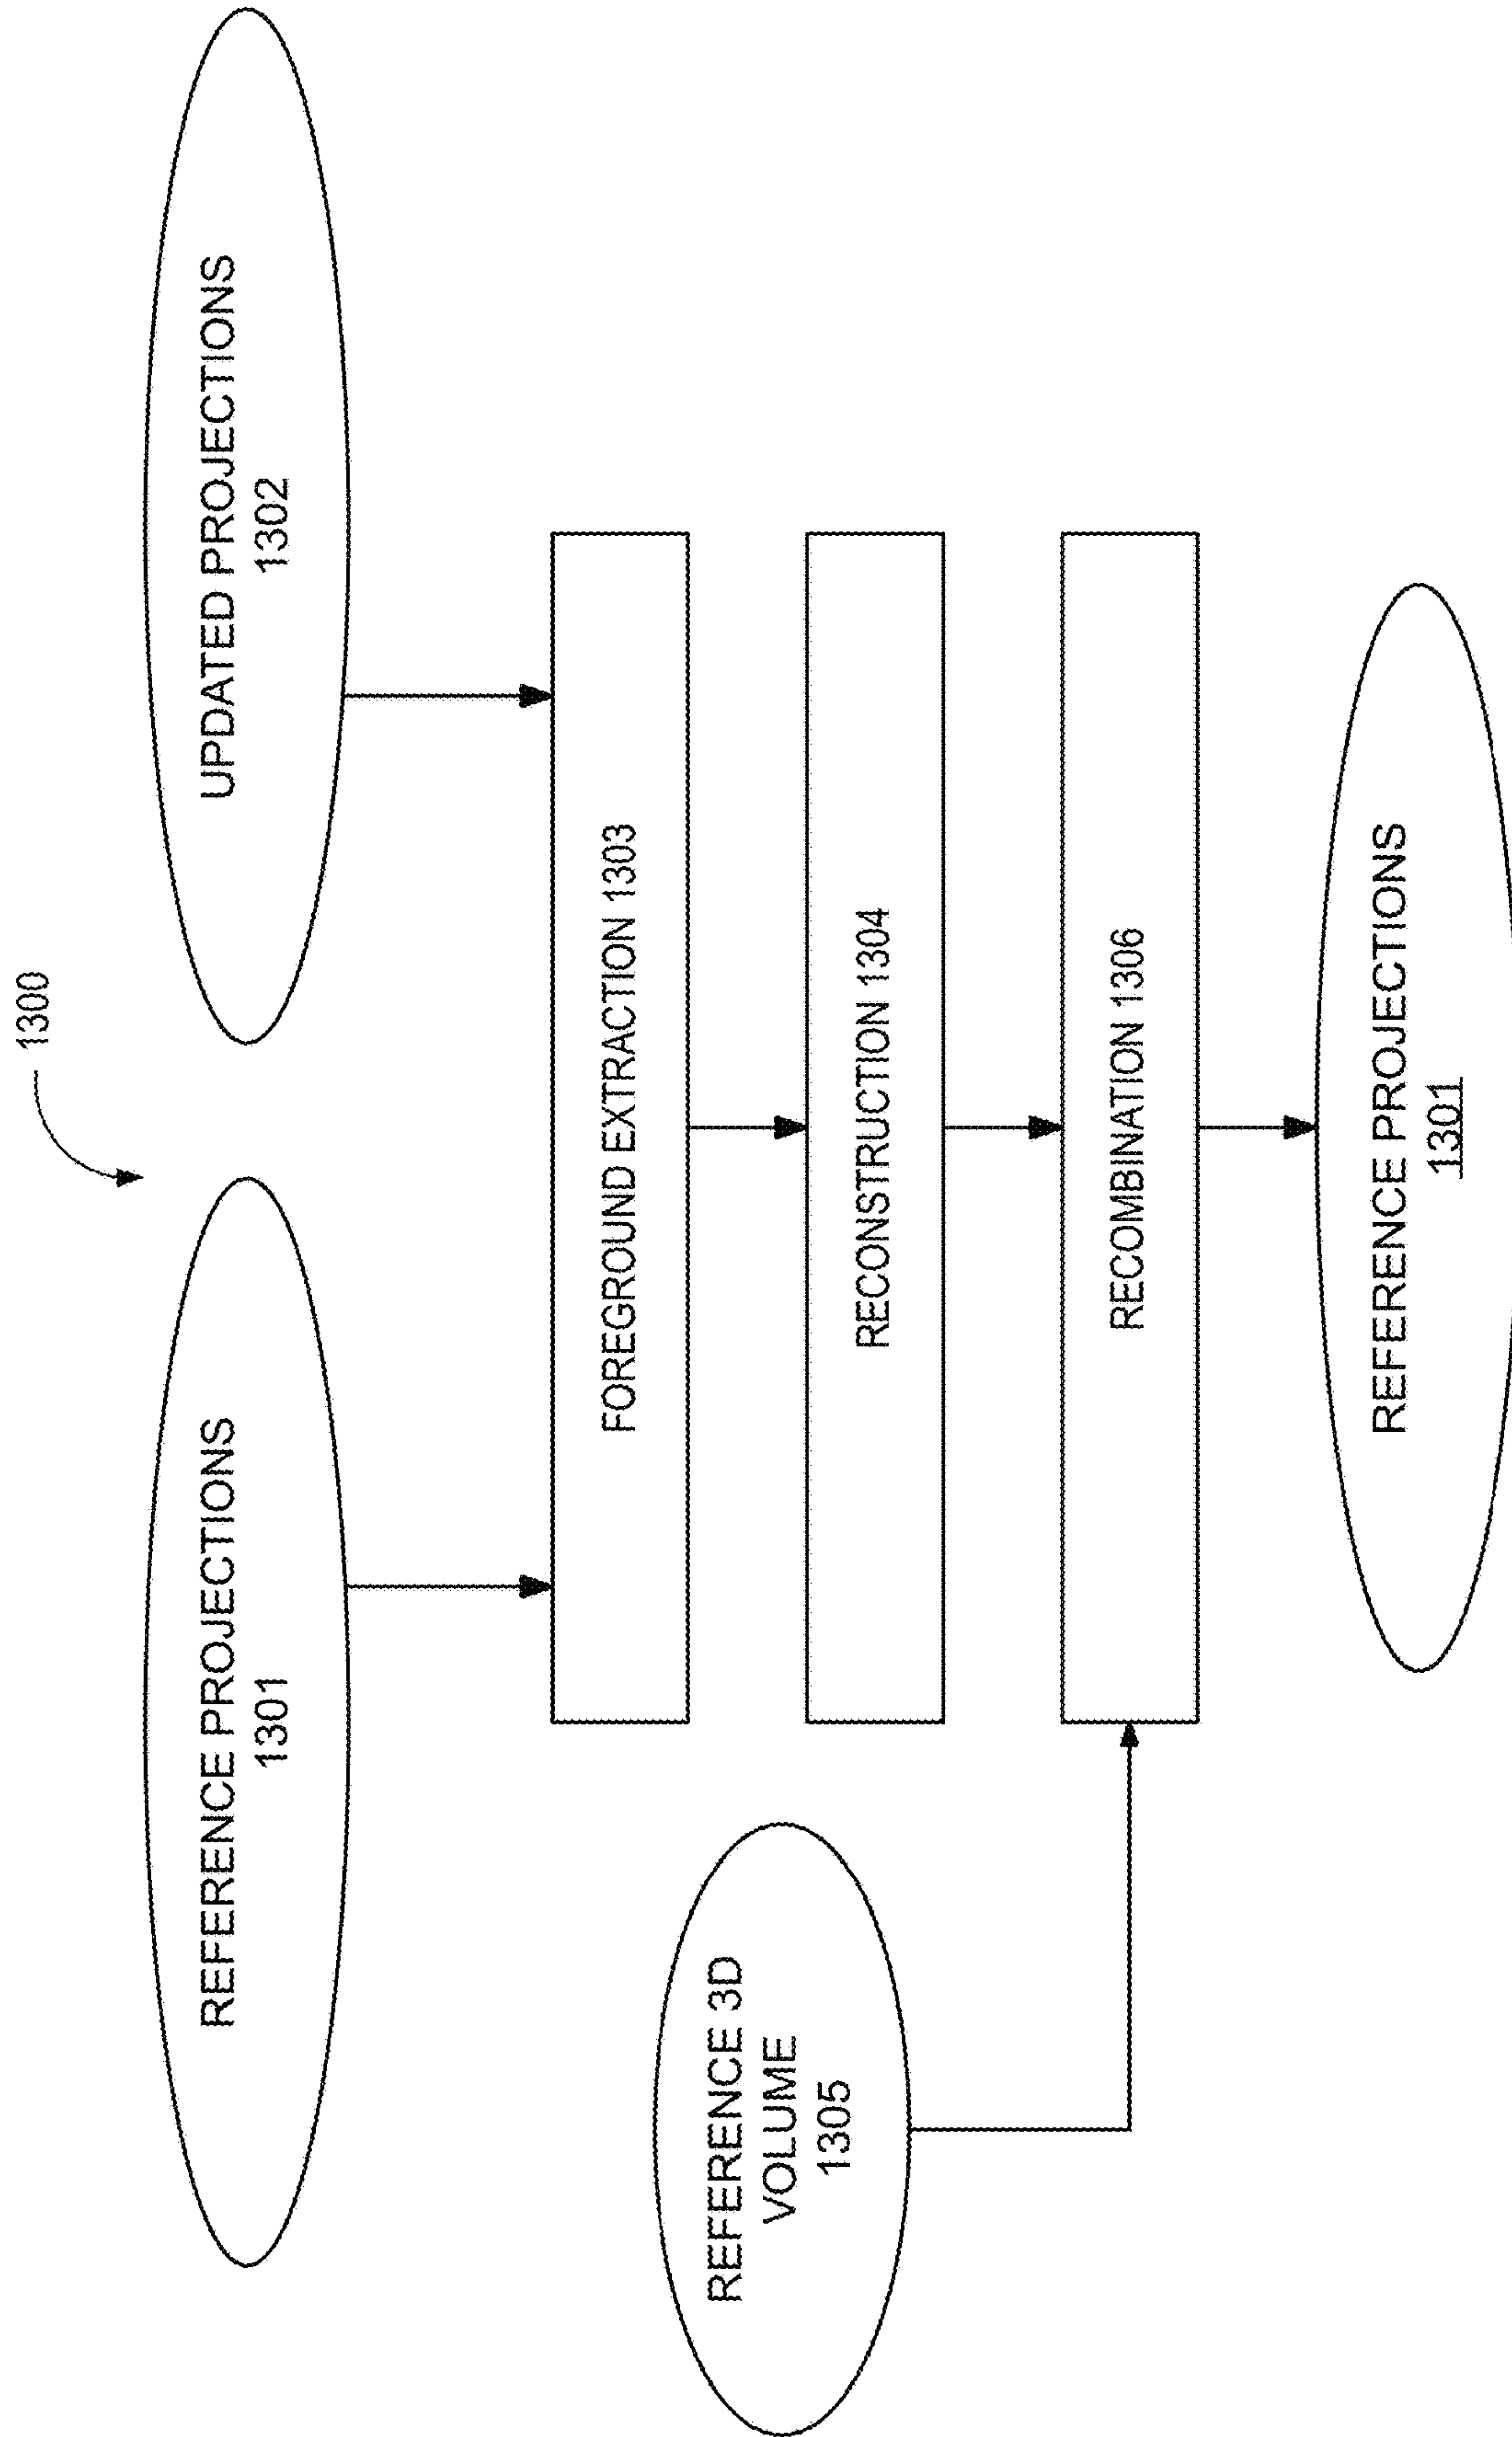 1300
REFERENCE PROJECTIONS
1301
UPDATED PROJECTIONS
1302
FOREGROUND EXTRACTION 1303
REFERENCE 3D
VOLUME
1305
RECONSTRUCTION 1304
RECOMBINATION 1306
REFERENCE PROJECTIONS
1301